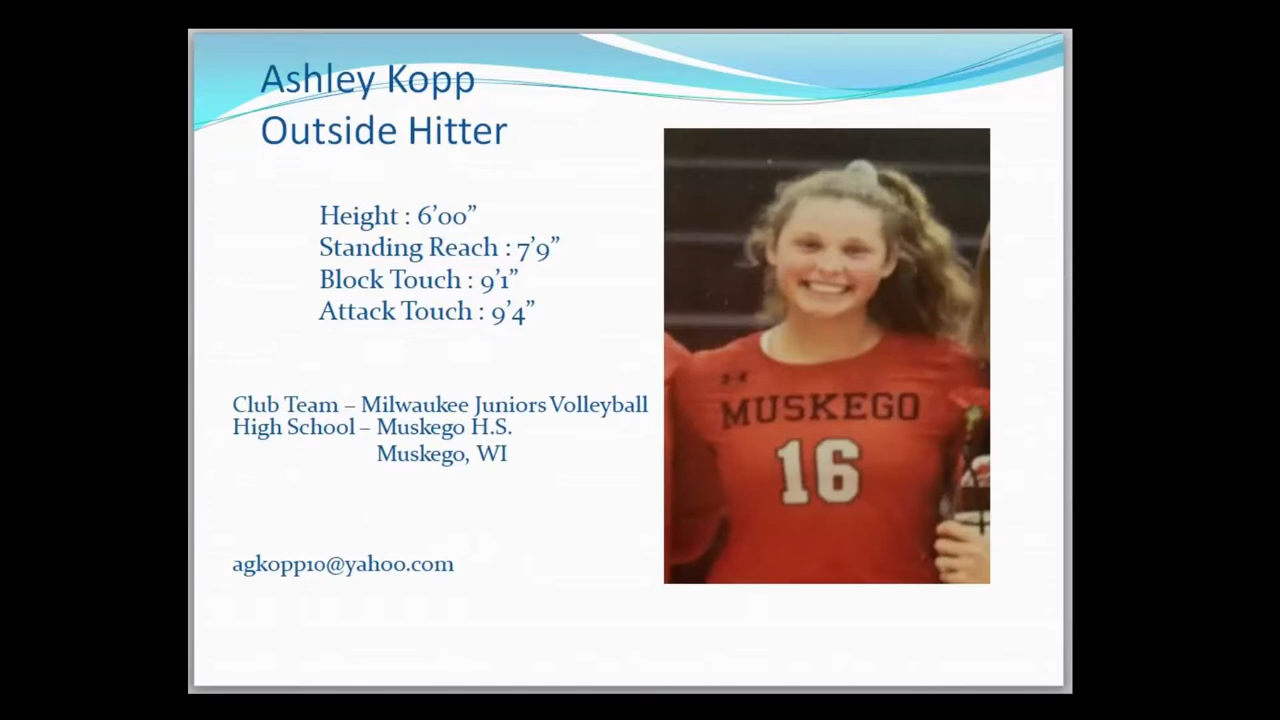 Ashley Kopp
Outside Hitter
Height : 6’00”
Standing Reach : 7’9”
Block Touch : 9’1”
Attack Touch : 9’4”
Club Team – Milwaukee Juniors Volleyball
High School – Muskego H.S.
Muskego, WI
agkopp10@yahoo.com
MUSKEGO
16